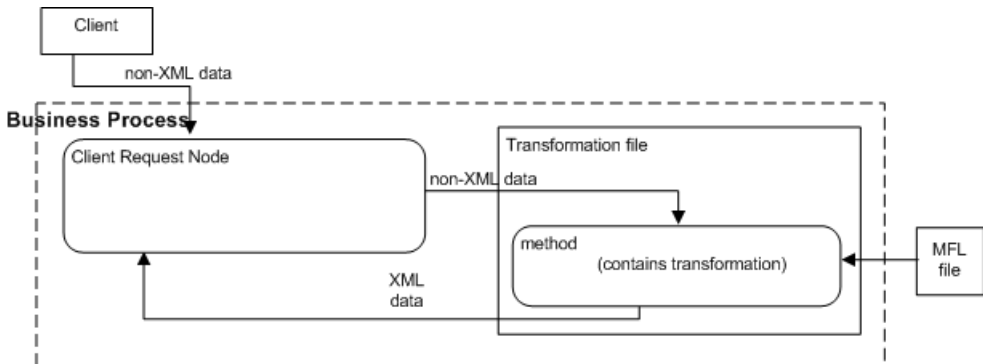 Client
non-XML data
Business Process
Client Request Node
Transformation file
non-XML data
method
(contains transformation)
MFL
file
XML
data